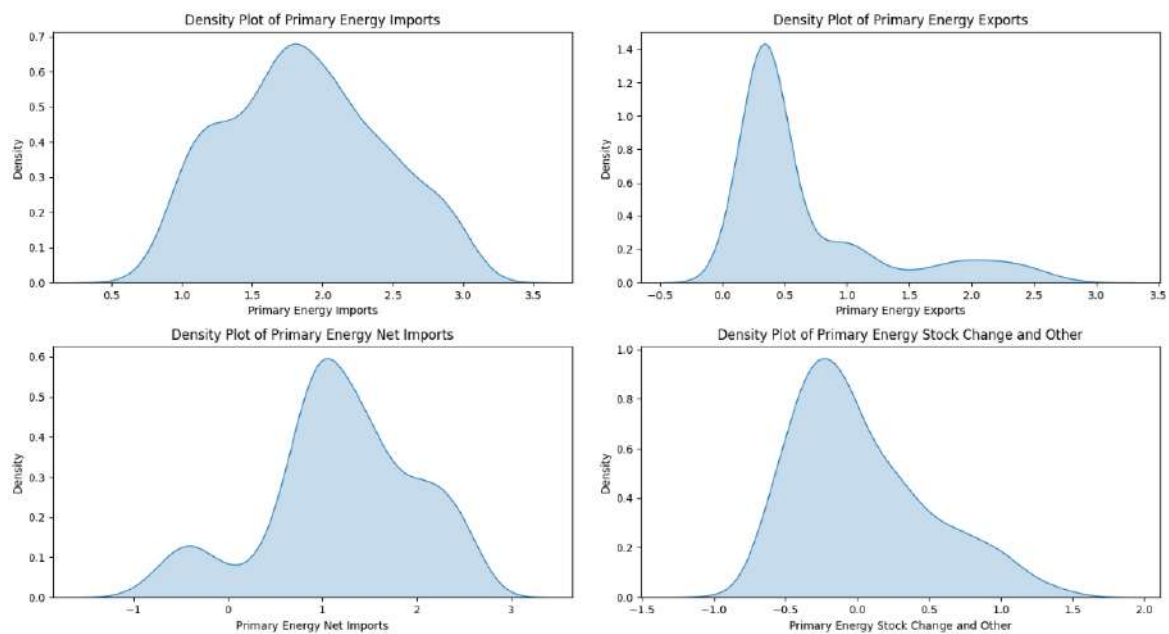 Density Plot of Primary Energy Imports
0.7
0.6
0.5
0.4
0.3
0.2
0.1
0.0
Density
0.5 1.0 1.5 2.0 2.5 3.0 3.5
Primary Energy Imports
Density Plot of Primary Energy Exports
1.4
1.2
1.0
0.8
0.6
0.4
0.2
0.0
Density
−0.5 0.0 0.5 1.0 1.5 2.0 2.5 3.0 3.5
Primary Energy Exports
Density Plot of Primary Energy Net Imports
0.6
0.5
0.4
0.3
0.2
0.1
0.0
Density
−1 0 1 2 3
Primary Energy Net Imports
Density Plot of Primary Energy Stock Change and Other
1.0
0.8
0.6
0.4
0.2
0.0
Density
−1.5 −1.0 −0.5 0.0 0.5 1.0 1.5 2.0
Primary Energy Stock Change and Other